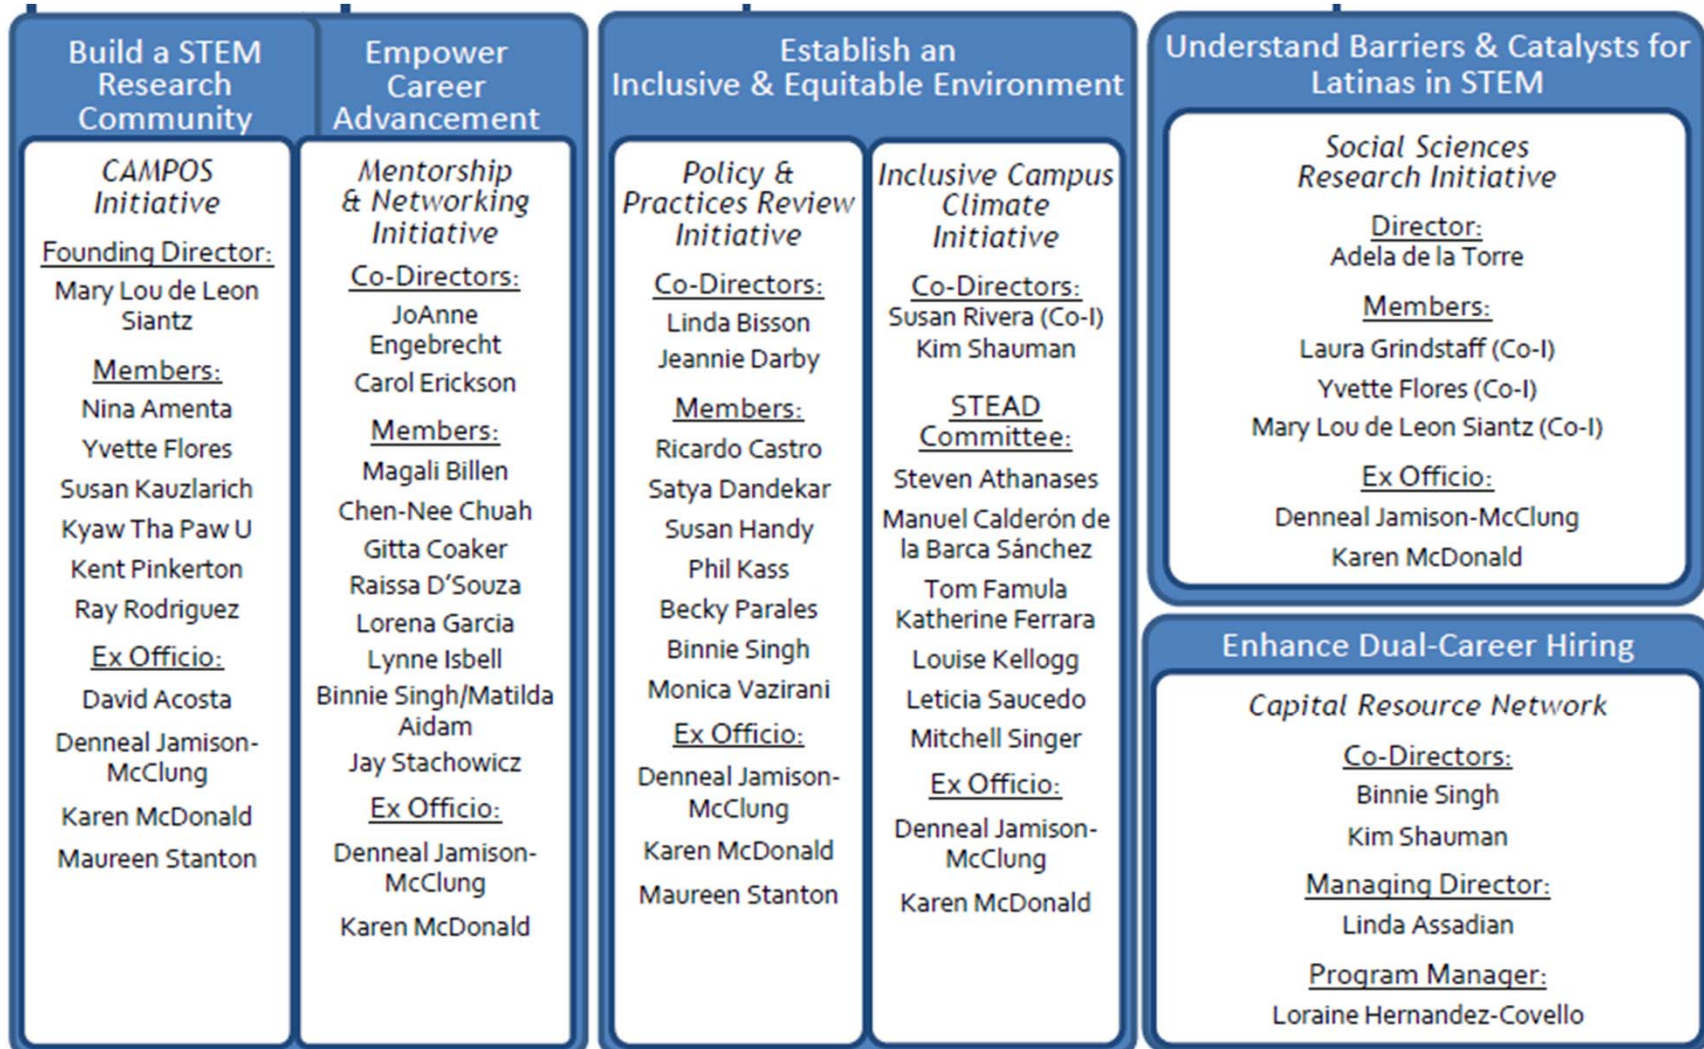 Build a STEM
Research
Community
CAMPOS
Initiative
Founding Director:
Mary Lou de Leon
Siantz
Members:
Nina Amenta
Yvette Flores
Susan Kauzlarich
Kyaw Tha Paw U
Kent Pinkerton
Ray Rodriguez
Ex Officio:
David Acosta
Denneal Jamison-
McClung
Karen McDonald
Maureen Stanton
Empower
Career
Advancement
Mentorship
& Networking
Initiative
Co-Directors:
JoAnne
Engebrecht
Carol Erickson
Members:
Magali Billen
Chen-Nee Chuah
Gitta Coaker
Raissa D’Souza
Lorena Garcia
Lynne Isbell
Binnie Singh/Matilda
Aidam
Jay Stachowicz
Ex Officio:
Denneal Jamison-
McClung
Karen McDonald
Establish an
Inclusive & Equitable Environment
Policy &
Practices Review
Initiative
Co-Directors:
Linda Bisson
Jeannie Darby
Members:
Ricardo Castro
Satya Dandekar
Susan Handy
Phil Kass
Becky Parales
Binnie Singh
Monica Vazirani
Ex Officio:
Denneal Jamison-
McClung
Karen McDonald
Maureen Stanton
Inclusive Campus
Climate
Initiative
Co-Directors:
Susan Rivera (Co-I)
Kim Shauman
STEAD
Committee:
Steven Athanases
Manuel Calderón de
la Barca Sánchez
Tom Famula
Katherine Ferrara
Louise Kellogg
Leticia Saucedo
Mitchell Singer
Ex Officio:
Denneal Jamison-
McClung
Karen McDonald
Understand Barriers & Catalysts for
Latinas in STEM
Social Sciences
Research Initiative
Director:
Adela de la Torre
Members:
Laura Grindstaff (Co-I)
Yvette Flores (Co-I)
Mary Lou de Leon Siantz (Co-I)
Ex Officio:
Denneal Jamison-McClung
Karen McDonald
Enhance Dual-Career Hiring
Capital Resource Network
Co-Directors:
Binnie Singh
Kim Shauman
Managing Director:
Linda Assadian
Program Manager:
Loraine Hernandez-Covello